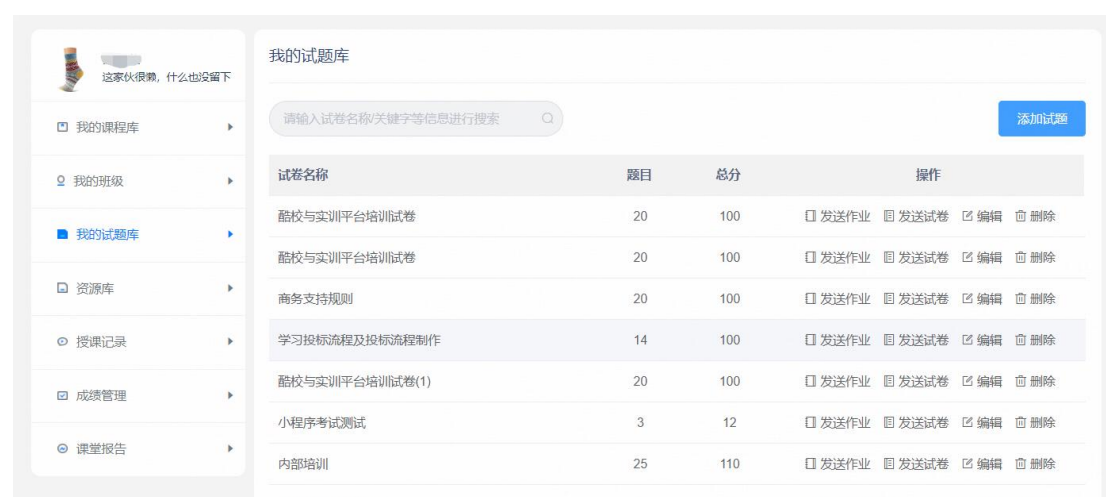 这家伙很懒，什么也没留下
我的课程库
我的班级
我的试题库
资源库
授课记录
成绩管理
课堂报告
我的试题库
请输入试卷名称/关键字等信息进行搜索
添加试题
试卷名称 题目 总分 操作
酷校与实训平台培训试卷 20 100 发送作业 发送试卷 编辑 删除
酷校与实训平台培训试卷 20 100 发送作业 发送试卷 编辑 删除
商务支持规则 20 100 发送作业 发送试卷 编辑 删除
学习投标流程及投标流程制作 14 100 发送作业 发送试卷 编辑 删除
酷校与实训平台培训试卷(1) 20 100 发送作业 发送试卷 编辑 删除
小程序考试测试 3 12 发送作业 发送试卷 编辑 删除
内部培训 25 110 发送作业 发送试卷 编辑 删除